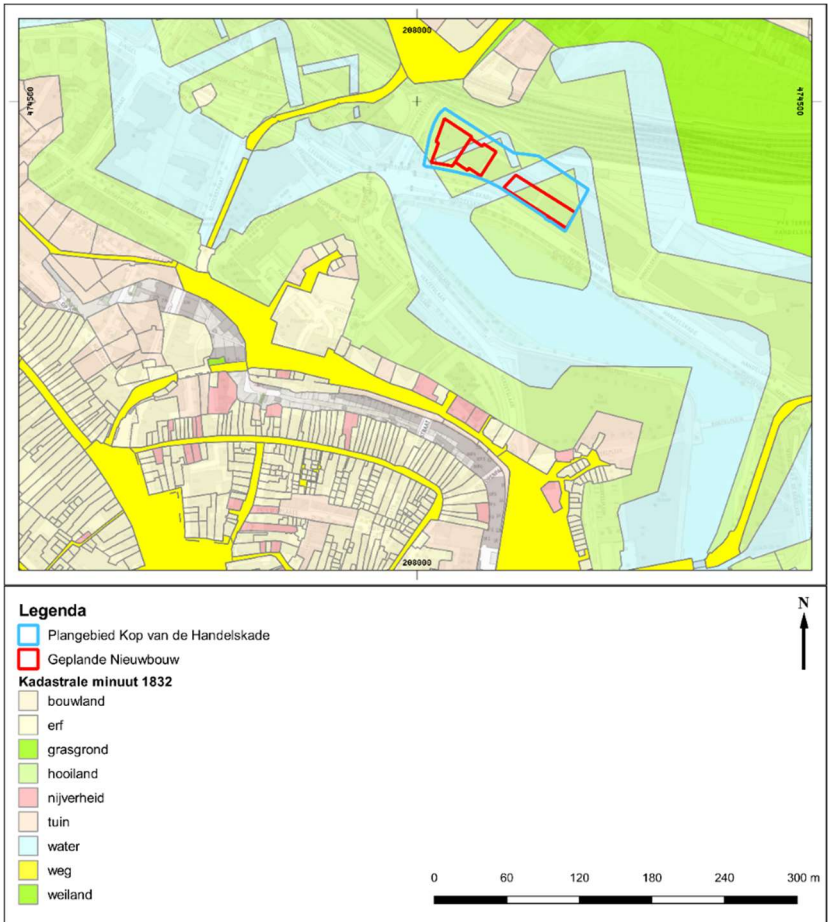 208000
474500
474500
208000
Legenda
Plangebied Kop van de Handelskade
Geplande Nieuwbouw
Kadastrale minuut 1832
bouwland
erf
grasgrond
hooiland
nijverheid
tuin
water
weg
weiland
N
0 60 120 180 240 300 m